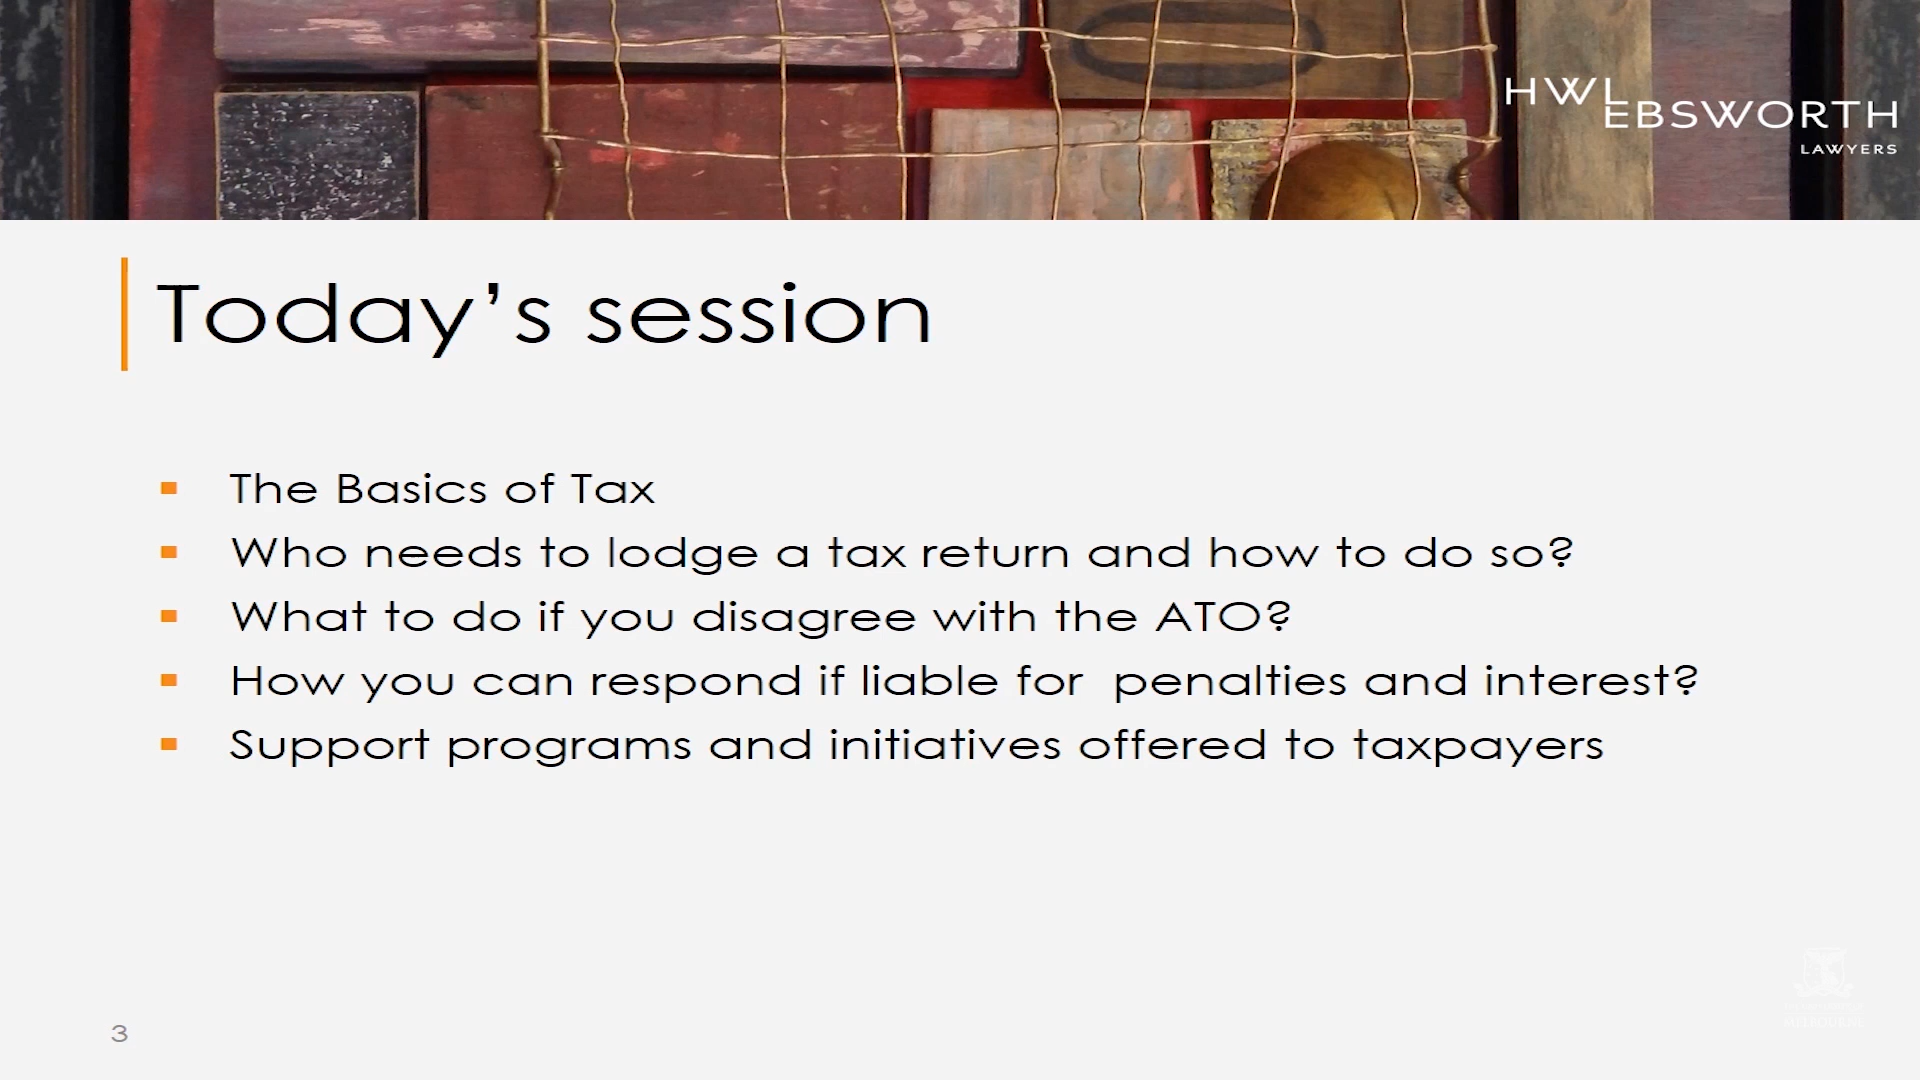 HWL
EBSWORTH
LAWYERS
Today’s session
The Basics of Tax
Who needs to lodge a tax return and how to do so?
What to do if you disagree with the ATO?
How you can respond if liable for  penalties and interest?
Support programs and initiatives offered to taxpayers
3
MELBOURNE